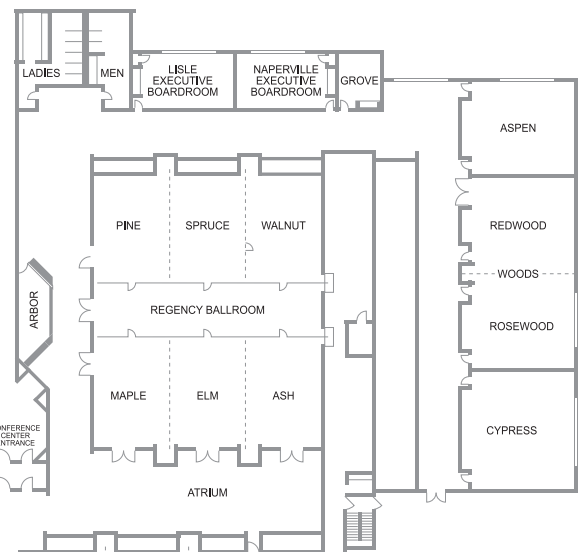 LADIES
MEN
LISLE
EXECUTIVE
BOARDROOM
NAPERVILLE
EXECUTIVE
BOARDROOM
GROVE
ASPEN
PINE
SPRUCE
WALNUT
REDWOOD
WOODS
ARBOR
REGENCY BALLROOM
ROSEWOOD
MAPLE
ELM
ASH
ONFERENCE
CENTER
ENTRANCE
CYPRESS
ATRIUM